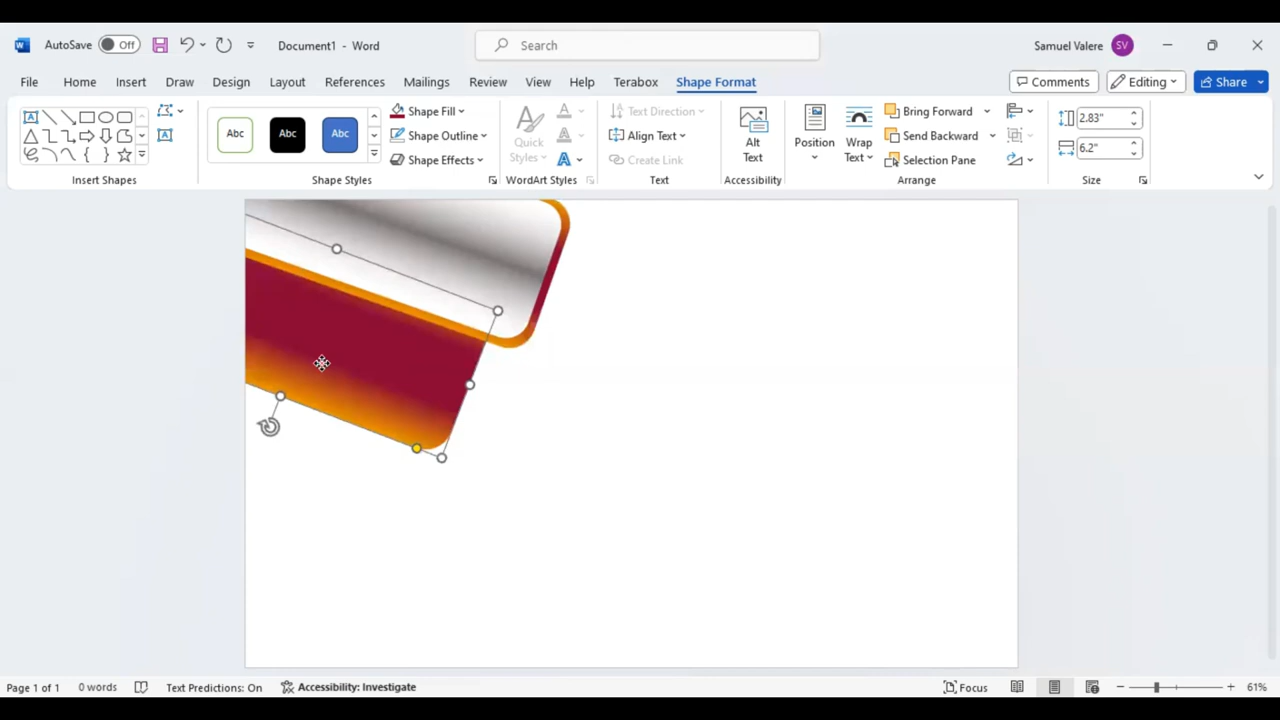 AutoSave Off Document1 - Word Search Samuel Valere SV
File Home Insert Draw Design Layout References Mailings Review View Help Terabox Shape Format Comments Editing Share
Abc Abc Abc Shape Fill Text Direction Bring Forward 2.83"
Shape Outline Align Text Send Backward
Shape Effects Create Link Selection Pane 6.2"
Quick Styles Alt Text Position Wrap Text
Insert Shapes Shape Styles WordArt Styles Text Accessibility Arrange Size
Page 1 of 1 0 words Text Predictions: On Accessibility: Investigate Focus 61%